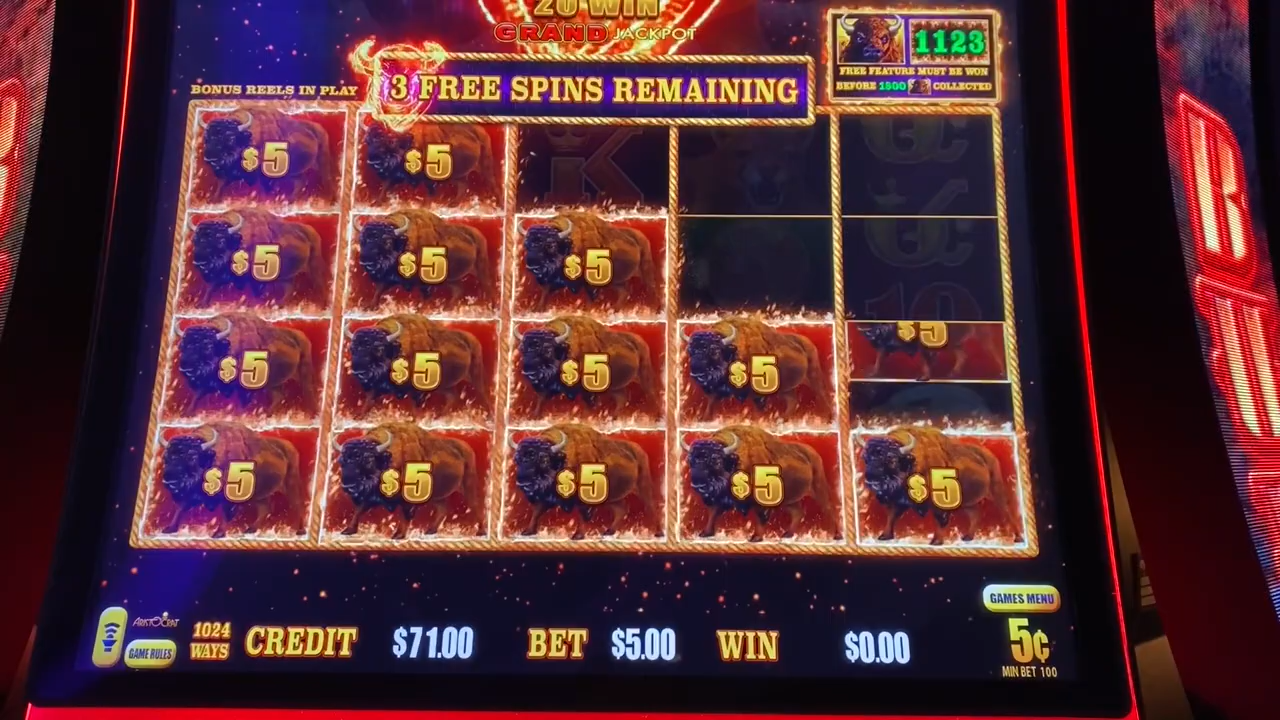 20 WIN
GRAND JACKPOT
1123
FREE FEATURE MUST BE WON
BEFORE 1500 COLLECTED
BONUS REELS IN PLAY
3 FREE SPINS REMAINING
$5 $5 K
$5 $5 $5
10
$5 $5 $5 $5 $5
$5 $5 $5 $5 $5
GAMES MENU
ARISTOCRAT
GAME RULES
1024
WAYS
CREDIT $71.00 BET $5.00 WIN $0.00
5¢
MIN BET 100